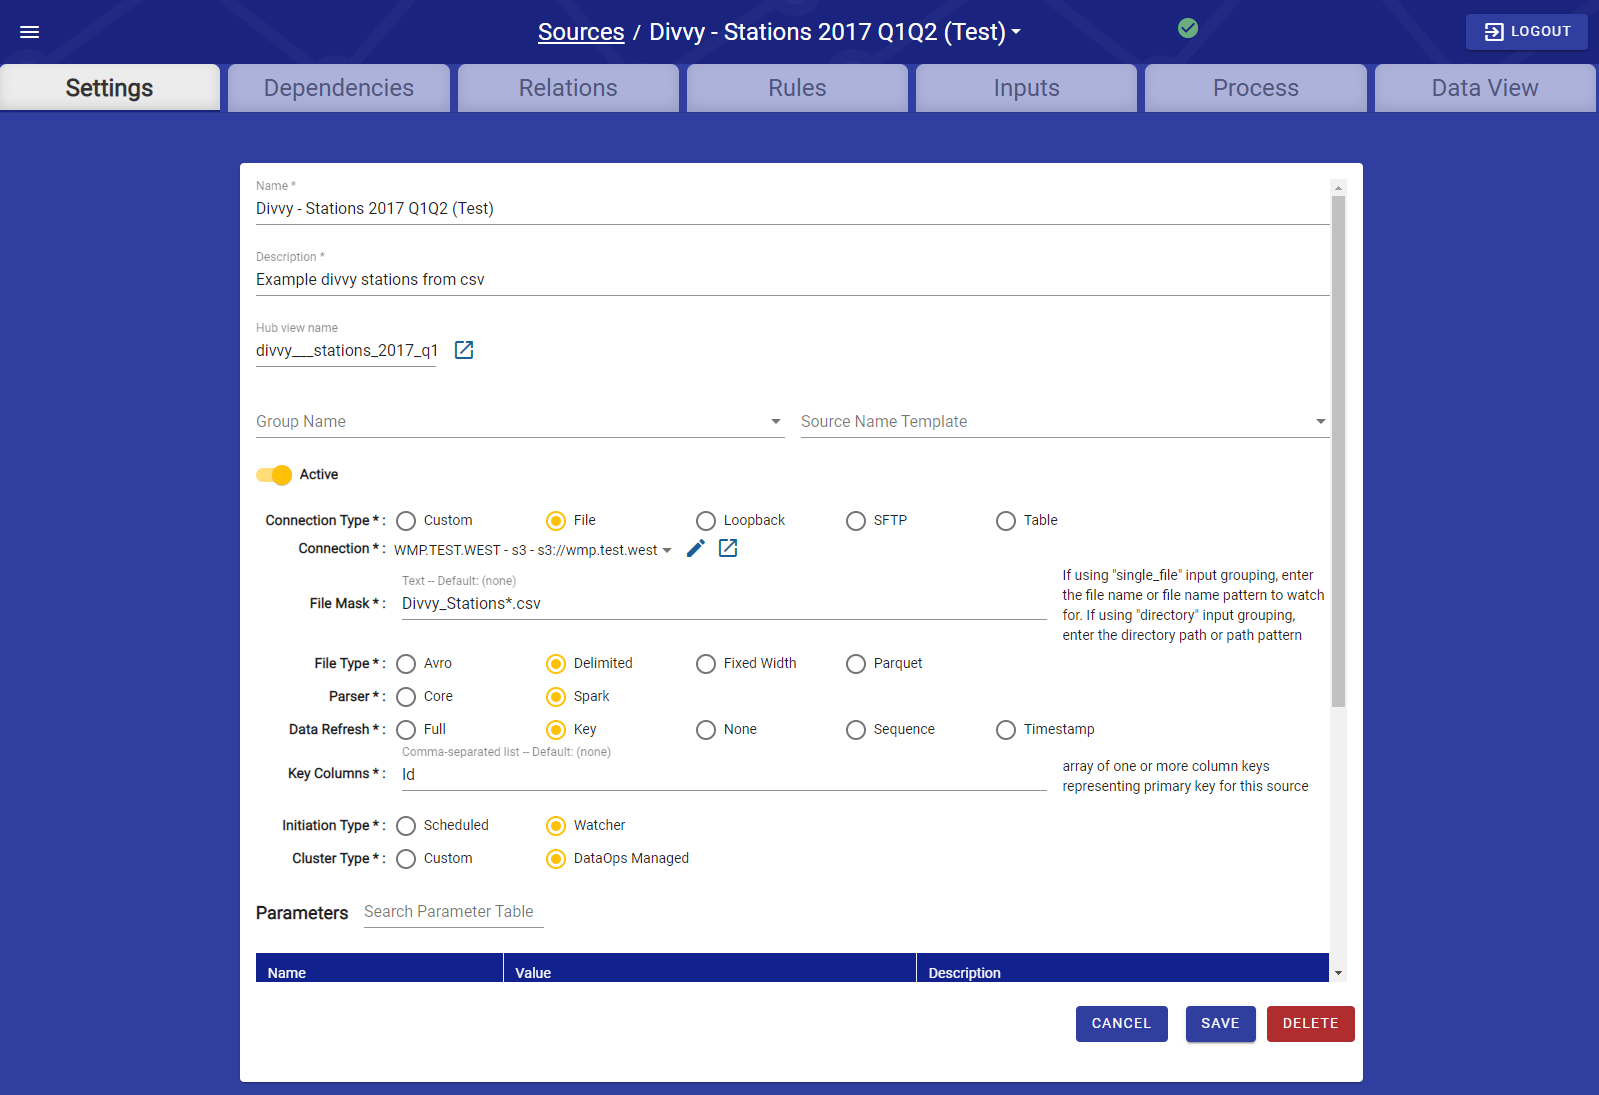 Sources / Divvy - Stations 2017 Q1Q2 (Test)
LOGOUT
Settings
Dependencies
Relations
Rules
Inputs
Process
Data View
Name *
Divvy - Stations 2017 Q1Q2 (Test)
Description *
Example divvy stations from csv
Hub view name
divvy___stations_2017_q1
Group Name
Source Name Template
Active
Connection Type * : Custom File Loopback SFTP Table
Connection * : WMP.TEST.WEST - s3 - s3://wmp.test.west
Text -- Default: (none)
File Mask * : Divvy_Stations*.csv
If using "single_file" input grouping, enter
the file name or file name pattern to watch
for. If using "directory" input grouping,
enter the directory path or path pattern
File Type * : Avro Delimited Fixed Width Parquet
Parser * : Core Spark
Data Refresh * : Full Key None Sequence Timestamp
Comma-separated list -- Default: (none)
Key Columns * : Id
array of one or more column keys
representing primary key for this source
Initiation Type * : Scheduled Watcher
Cluster Type * : Custom DataOps Managed
Parameters Search Parameter Table
Name Value Description
CANCEL SAVE DELETE